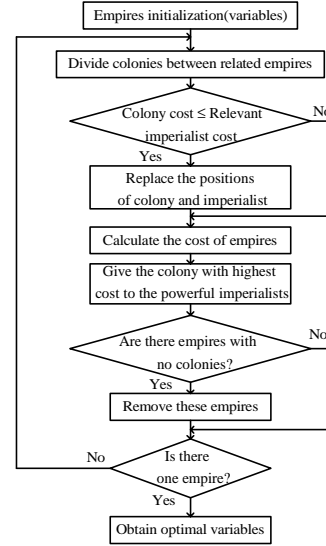 Empires initialization(variables)
Divide colonies between related empires
Colony cost ≤ Relevant
imperialist cost
No
Yes
Replace the positions
of colony and imperialist
Calculate the cost of empires
Give the colony with highest
cost to the powerful imperialists
Are there empires with
no colonies?
No
Yes
Remove these empires
No
Is there
one empire?
Yes
Obtain optimal variables